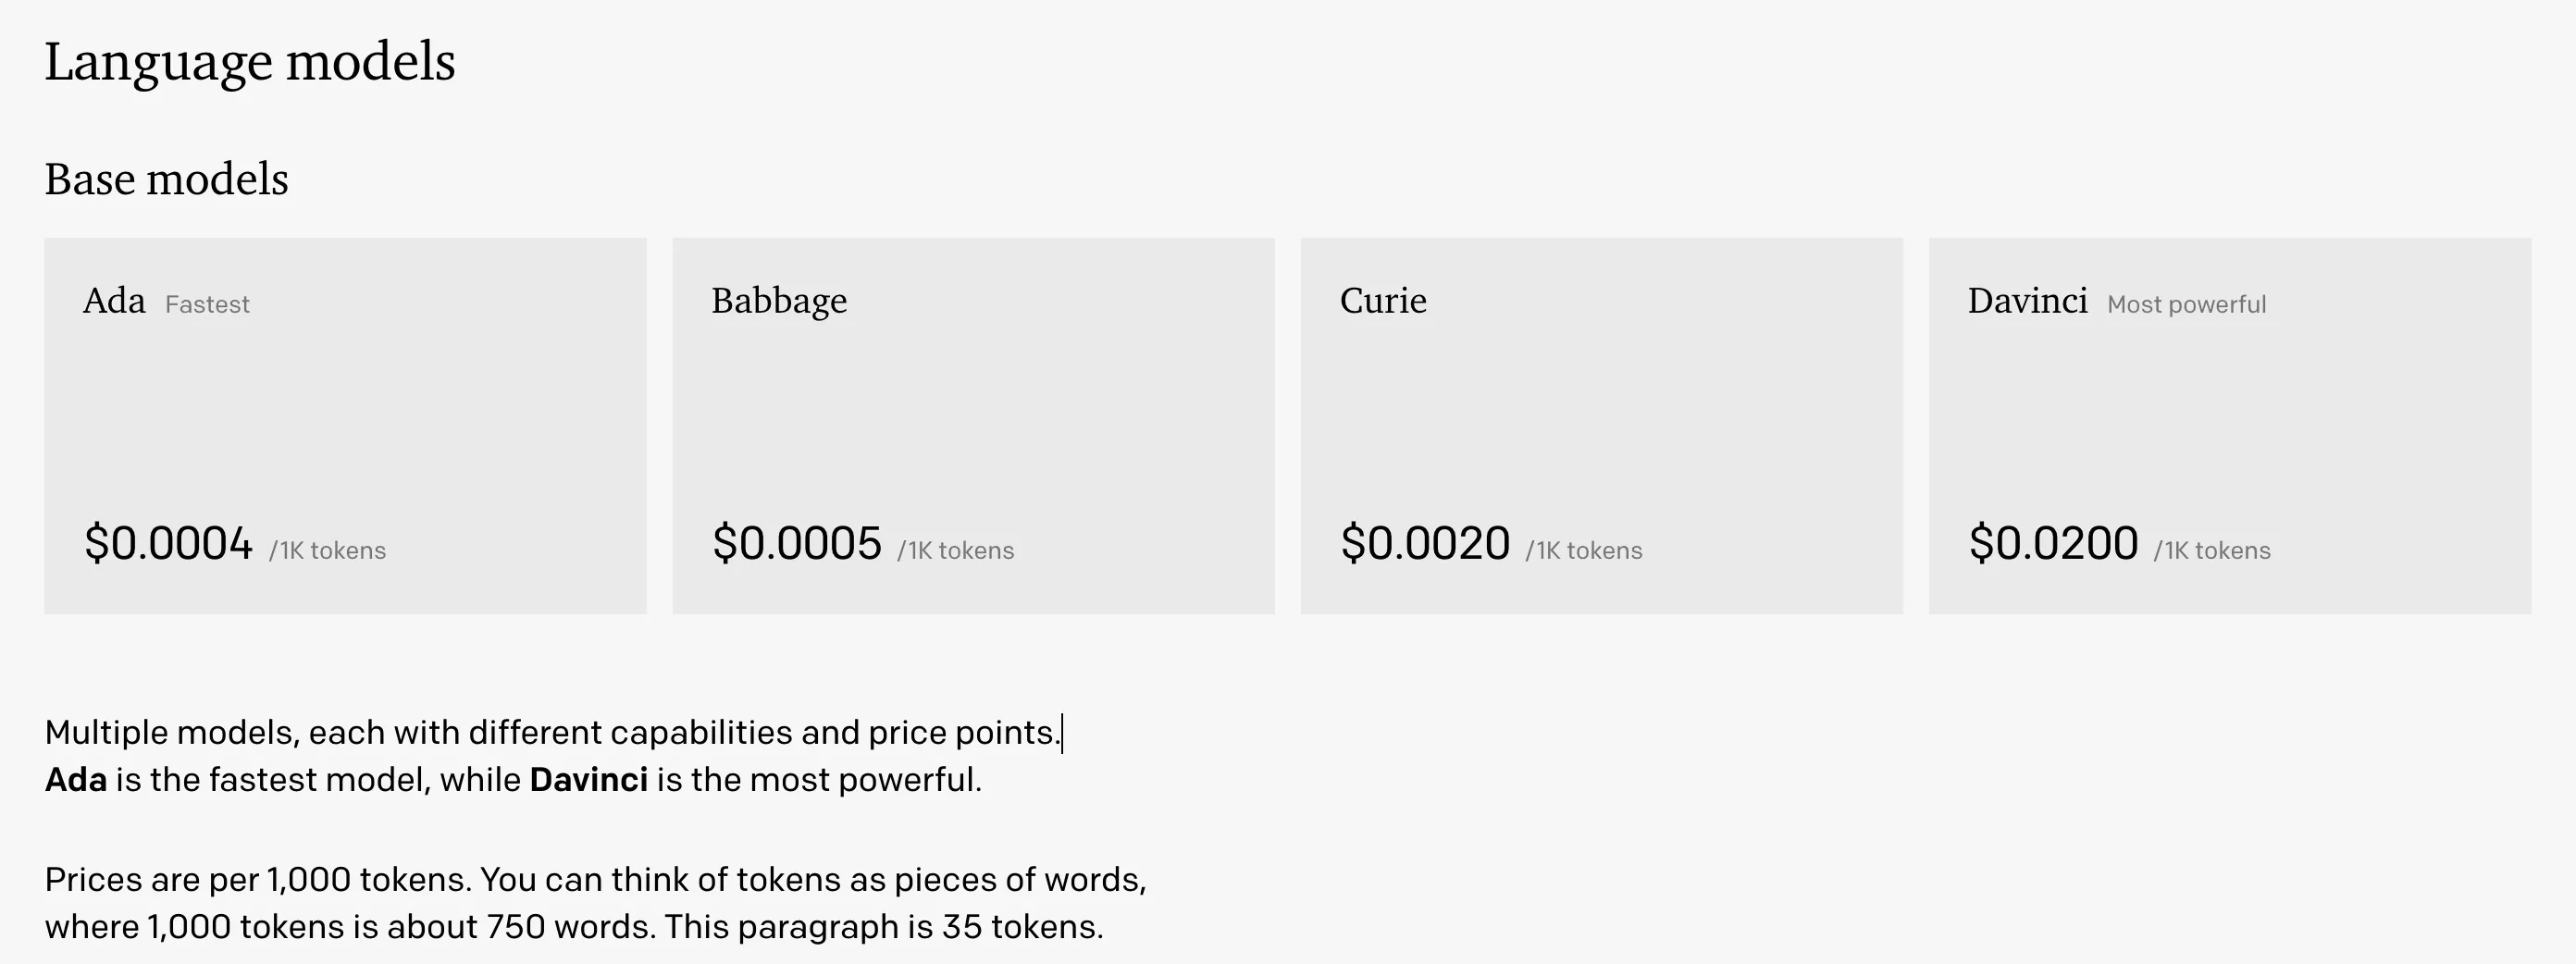 Language models
Base models
Ada Fastest
$0.0004 /1K tokens
Babbage
$0.0005 /1K tokens
Curie
$0.0020 /1K tokens
Davinci Most powerful
$0.0200 /1K tokens
Multiple models, each with different capabilities and price points.
Ada is the fastest model, while Davinci is the most powerful.
Prices are per 1,000 tokens. You can think of tokens as pieces of words,
where 1,000 tokens is about 750 words. This paragraph is 35 tokens.